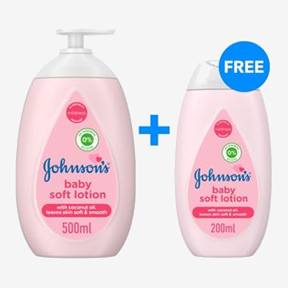 FREE
Johnson's
baby
soft lotion
with coconut oil,
leaves skin soft & smooth
500ml
+
0%
Johnson's
baby
soft lotion
with coconut oil,
leaves skin soft & smooth
200ml
0%